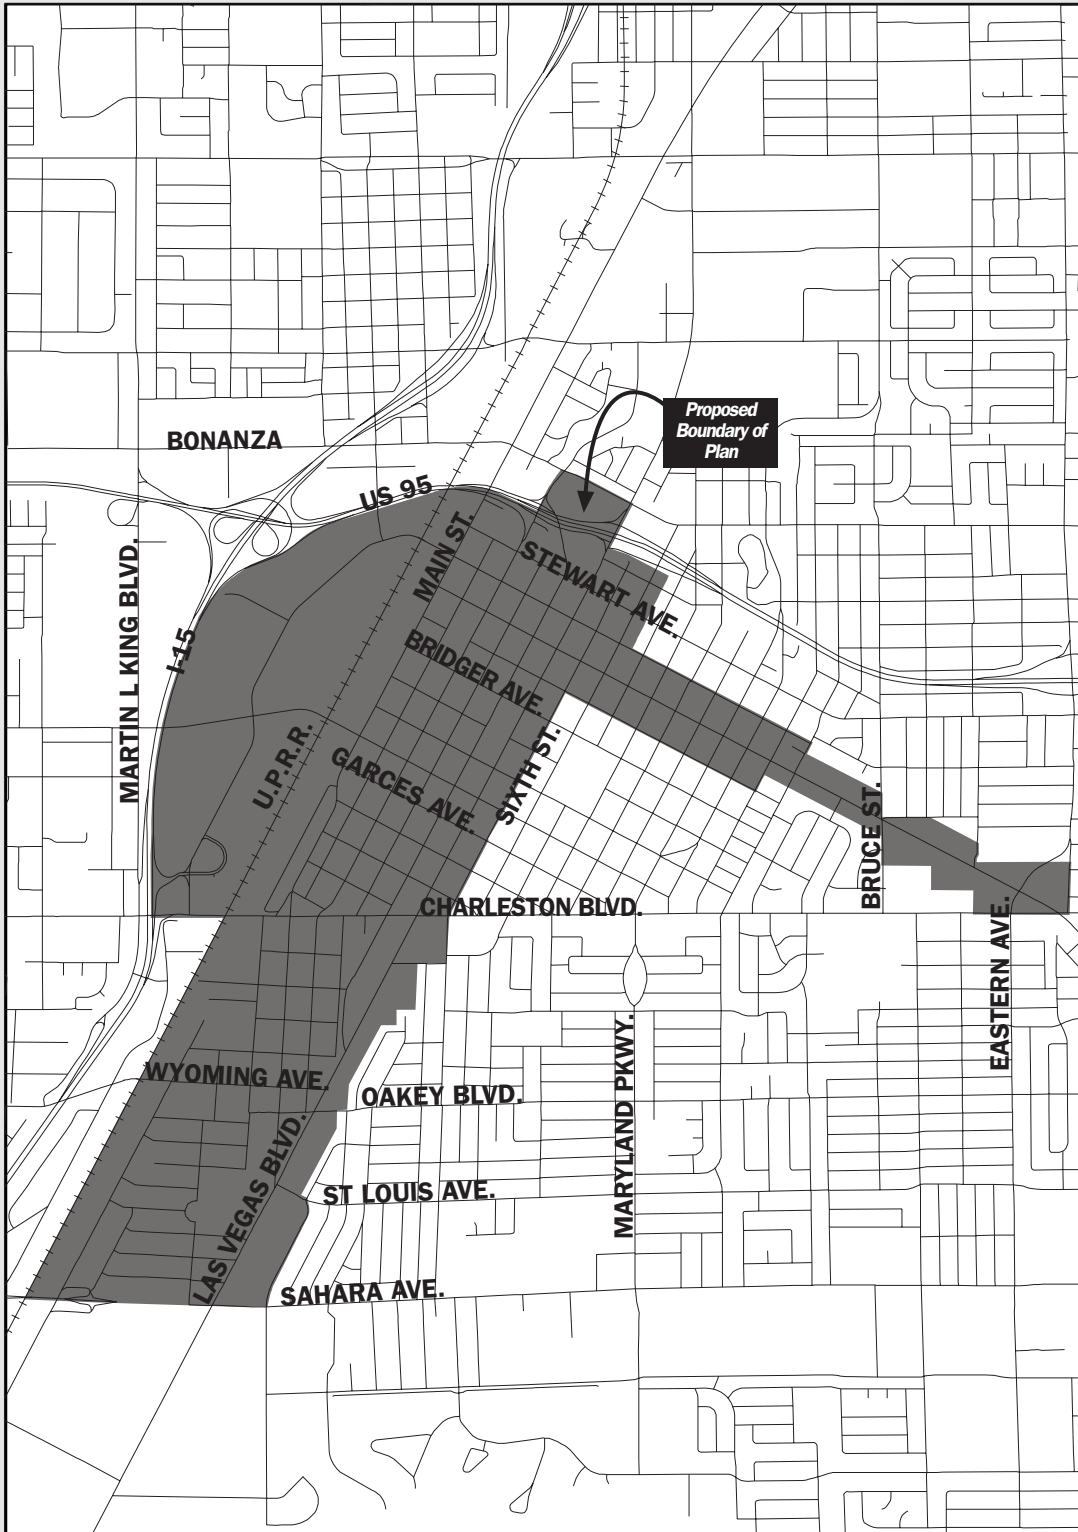 Proposed
Boundary of
Plan
BONANZA
US 95
MAIN ST.
STEWART AVE.
MARTIN L KING BLVD.
I-15
BRIDGER AVE.
U.P.R.R.
GARCES AVE.
SIXTH ST.
BRUCE ST.
CHARLESTON BLVD.
EASTERN AVE.
WYOMING AVE.
OAKEY BLVD.
MARYLAND PKWY.
LAS VEGAS BLVD.
ST LOUIS AVE.
SAHARA AVE.